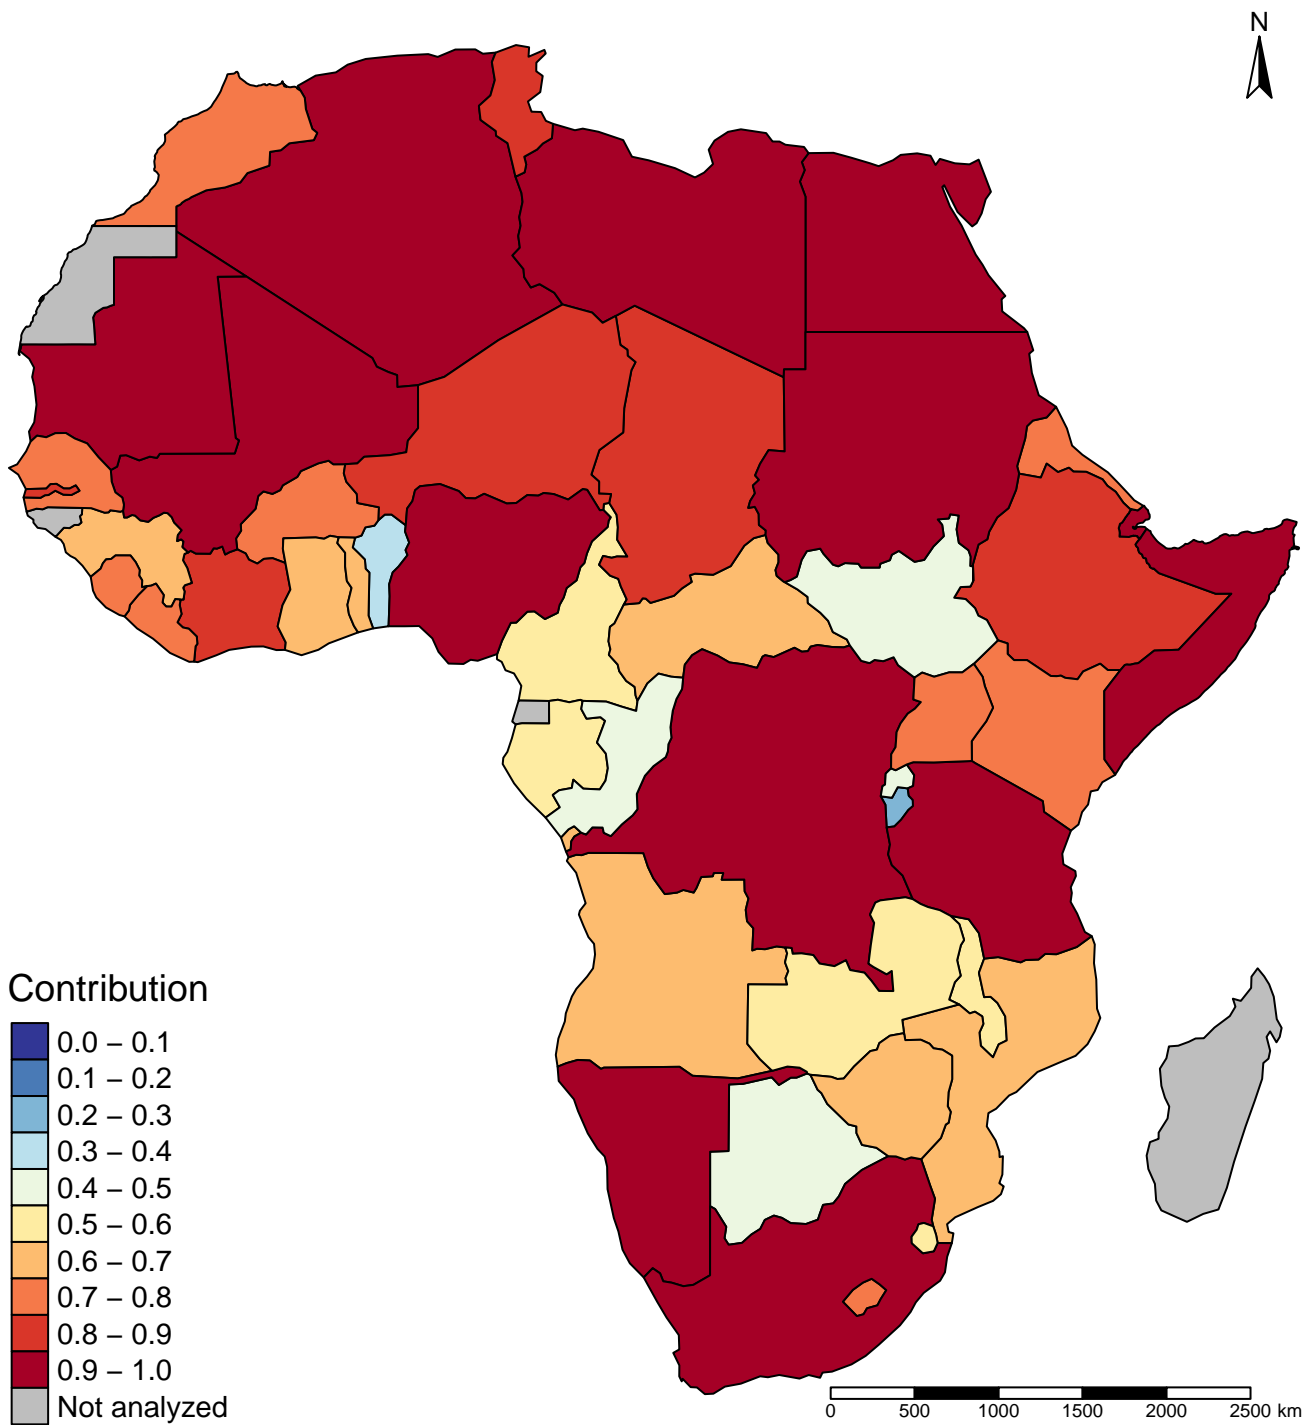 N
Contribution
0.0 – 0.1
0.1 – 0.2
0.2 – 0.3
0.3 – 0.4
0.4 – 0.5
0.5 – 0.6
0.6 – 0.7
0.7 – 0.8
0.8 – 0.9
0.9 – 1.0
Not analyzed
0 500 1000 1500 2000 2500 km